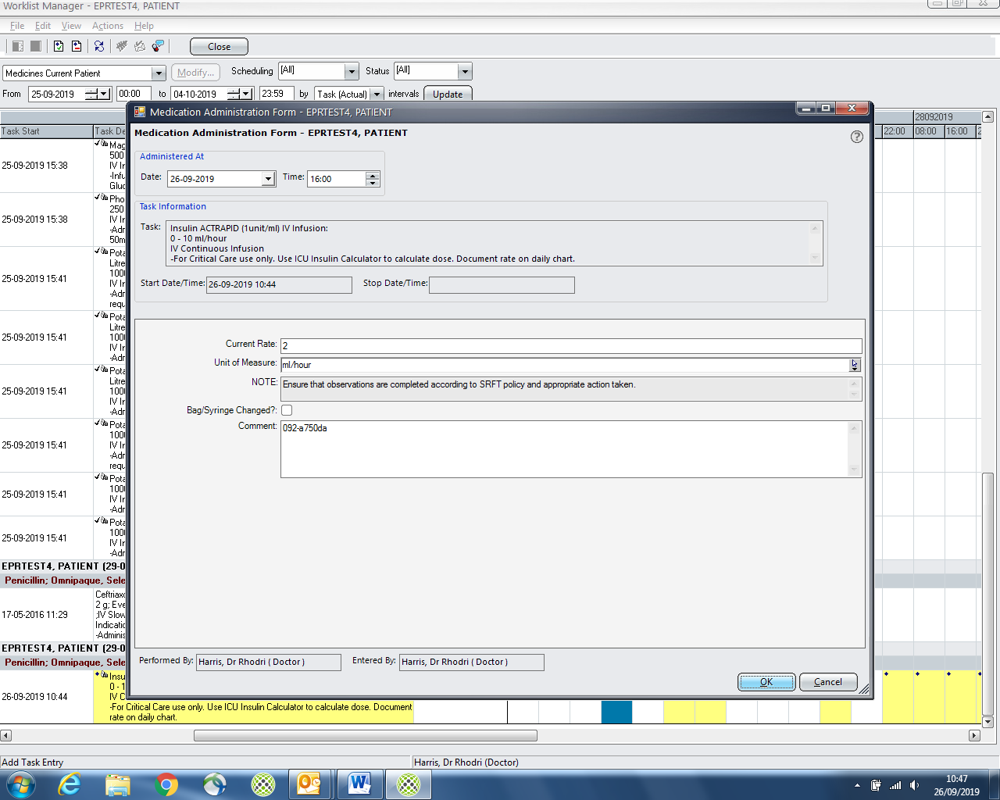 Worklist Manager - EPRTEST4, PATIENT
File Edit View Actions Help
Close
Medicines Current Patient Modify... Scheduling [All] Status [All]
From 25-09-2019 00:00 to 04-10-2019 23:59 by Task (Actual) intervals Update
Medication Administration Form - EPRTEST4, PATIENT
Medication Administration Form - EPRTEST4, PATIENT
Administered At
Date: 26-09-2019 Time: 16:00
Task Information
Task: Insulin ACTRAPID (1unit/ml) IV Infusion:
0 - 10 ml/hour
IV Continuous Infusion
-For Critical Care use only. Use ICU Insulin Calculator to calculate dose. Document rate on daily chart.
Start Date/Time: 26-09-2019 10:44 Stop Date/Time:
Current Rate: 2
Unit of Measure: ml/hour
NOTE: Ensure that observations are completed according to SRFT policy and appropriate action taken.
Bag/Syringe Changed?:
Comment: 092-a750da
Performed By: Harris, Dr Rhodri ( Doctor ) Entered By: Harris, Dr Rhodri ( Doctor )
OK Cancel
28092019
22:00 08:00 16:00 2
Task Start Task De
25-09-2019 15:38
Mag
500
IV In
-Infu
Gluc
25-09-2019 15:38
Pho
250
IV In
-Adr
50m
25-09-2019 15:41
Pota
Litre
1000
IV Ir
-Adr
requ
25-09-2019 15:41
Pota
Litre
1000
IV Ir
-Adr
25-09-2019 15:41
Pota
Litre
1000
IV Ir
-Adr
25-09-2019 15:41
Pota
1000
IV Ir
-Adr
requ
25-09-2019 15:41
Pota
1000
IV Ir
-Adr
25-09-2019 15:41
Pota
1000
IV Ir
-Adr
EPRTEST4, PATIENT (29-0
Penicillin; Omnipaque, Sele
17-05-2016 11:29
Ceftriaxo
2 g; Eve
;IV Slow
Indicatio
-Adminis
EPRTEST4, PATIENT (29-0
Penicillin; Omnipaque, Sele
26-09-2019 10:44
Insu
0 - 1
IV C
-For Critical Care use only. Use ICU Insulin Calculator to calculate dose. Document
rate on daily chart.
Add Task Entry Harris, Dr Rhodri (Doctor)
10:47
26/09/2019